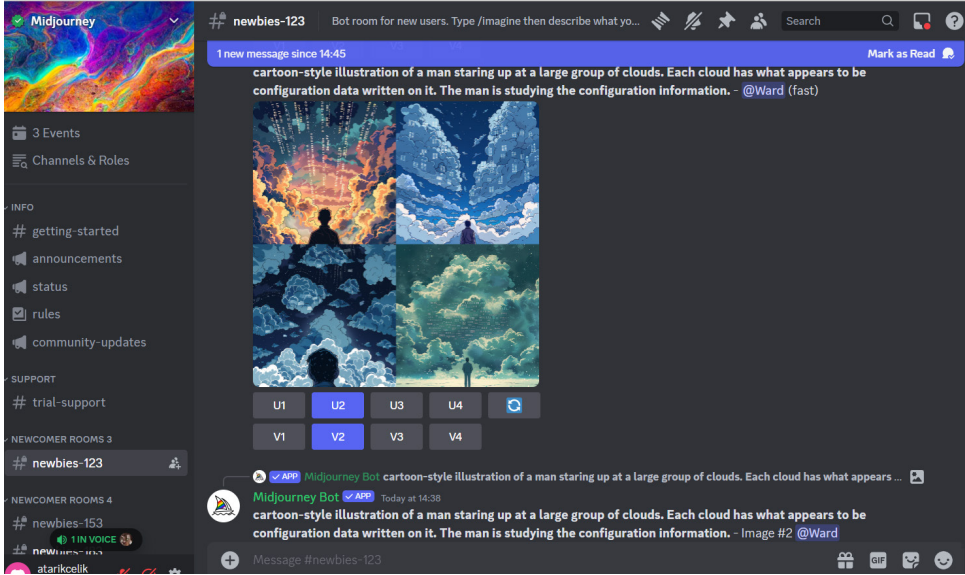 Midjourney
3 Events
Channels & Roles
INFO
getting-started
announcements
status
rules
community-updates
SUPPORT
trial-support
NEWCOMER ROOMS 3
newbies-123
NEWCOMER ROOMS 4
newbies-153
1 IN VOICE
newbies-163
atarikcelik
newbies-123
Bot room for new users. Type /imagine then describe what yo...
Search
1 new message since 14:45
Mark as Read
cartoon-style illustration of a man staring up at a large group of clouds. Each cloud has what appears to be
configuration data written on it. The man is studying the configuration information. - @Ward (fast)
U1 U2 U3 U4
V1 V2 V3 V4
APP Midjourney Bot cartoon-style illustration of a man staring up at a large group of clouds. Each cloud has what appears ...
Midjourney Bot APP Today at 14:38
cartoon-style illustration of a man staring up at a large group of clouds. Each cloud has what appears to be
configuration data written on it. The man is studying the configuration information. - Image #2 @Ward
Message #newbies-123
GIF